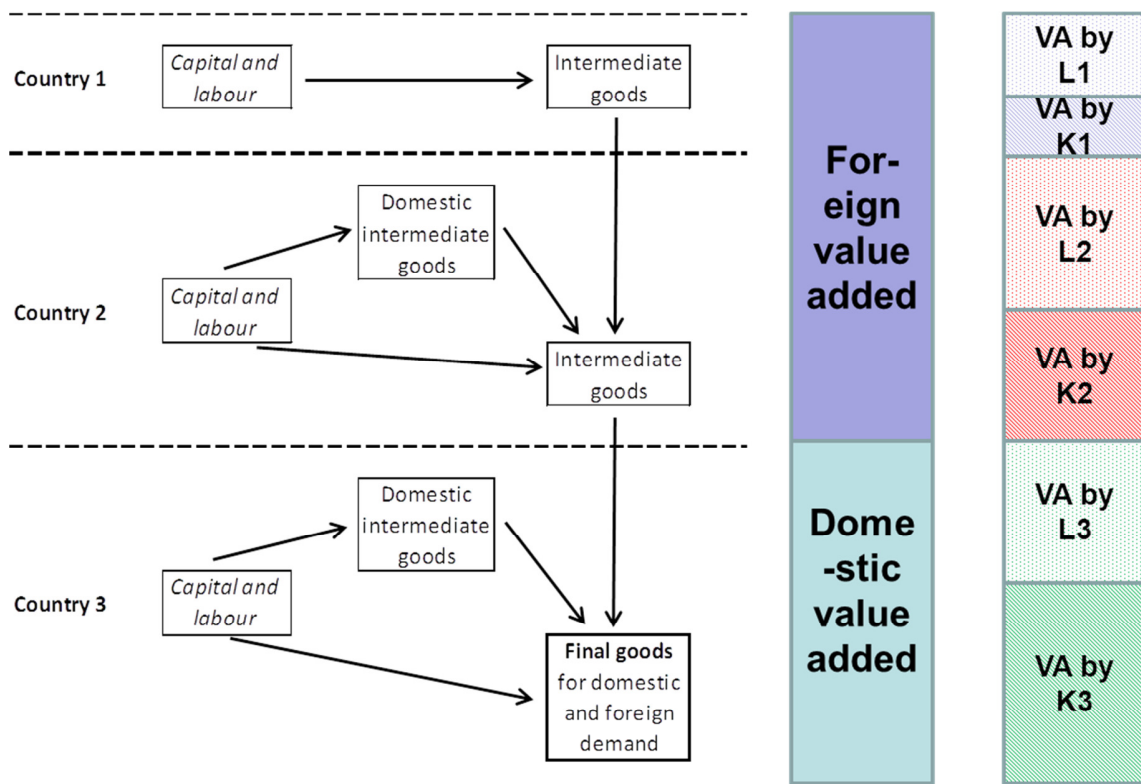 Country 1
Capital and
labour
Intermediate
goods
Country 2
Domestic
intermediate
goods
Capital and
labour
Intermediate
goods
Country 3
Domestic
intermediate
goods
Capital and
labour
Final goods
for domestic
and foreign
demand
For-
eign
value
added
Dome
-stic
value
added
VA by
L1
VA by
K1
VA by
L2
VA by
K2
VA by
L3
VA by
K3